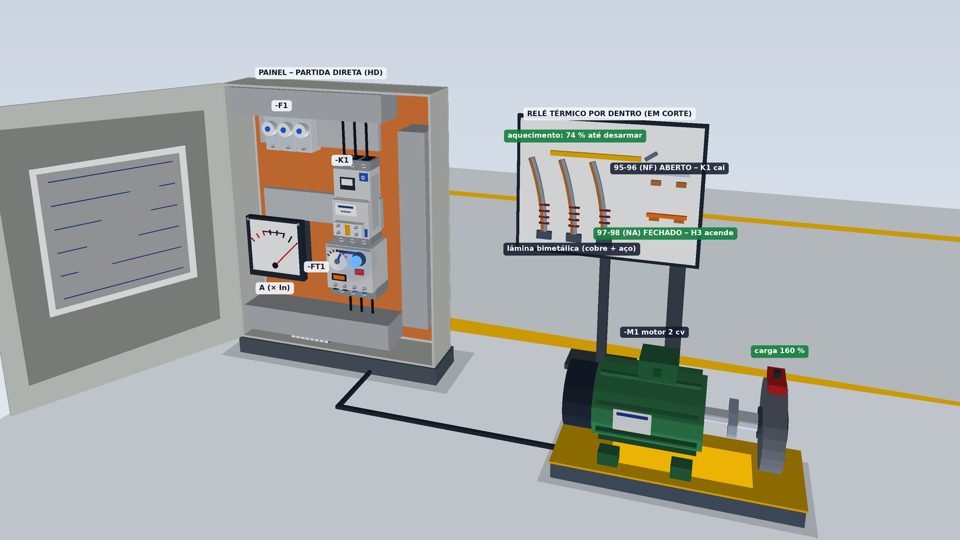 PAINEL – PARTIDA DIRETA (HD)
-F1
-K1
-FT1
A (× In)
RELÉ TÉRMICO POR DENTRO (EM CORTE)
aquecimento: 74 % até desarmar
95-96 (NF) ABERTO – K1 cai
97-98 (NA) FECHADO – H3 acende
lâmina bimetálica (cobre + aço)
-M1 motor 2 cv
carga 160 %